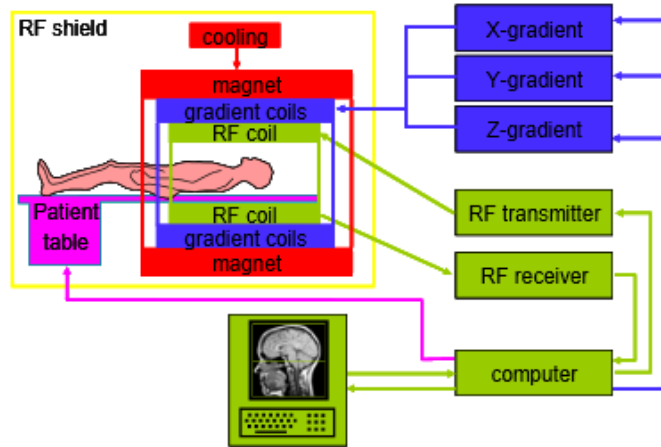 RF shield
cooling
magnet
gradient coils
RF coil
RF coil
gradient coils
magnet
Patient
table
X-gradient
Y-gradient
Z-gradient
RF transmitter
RF receiver
computer